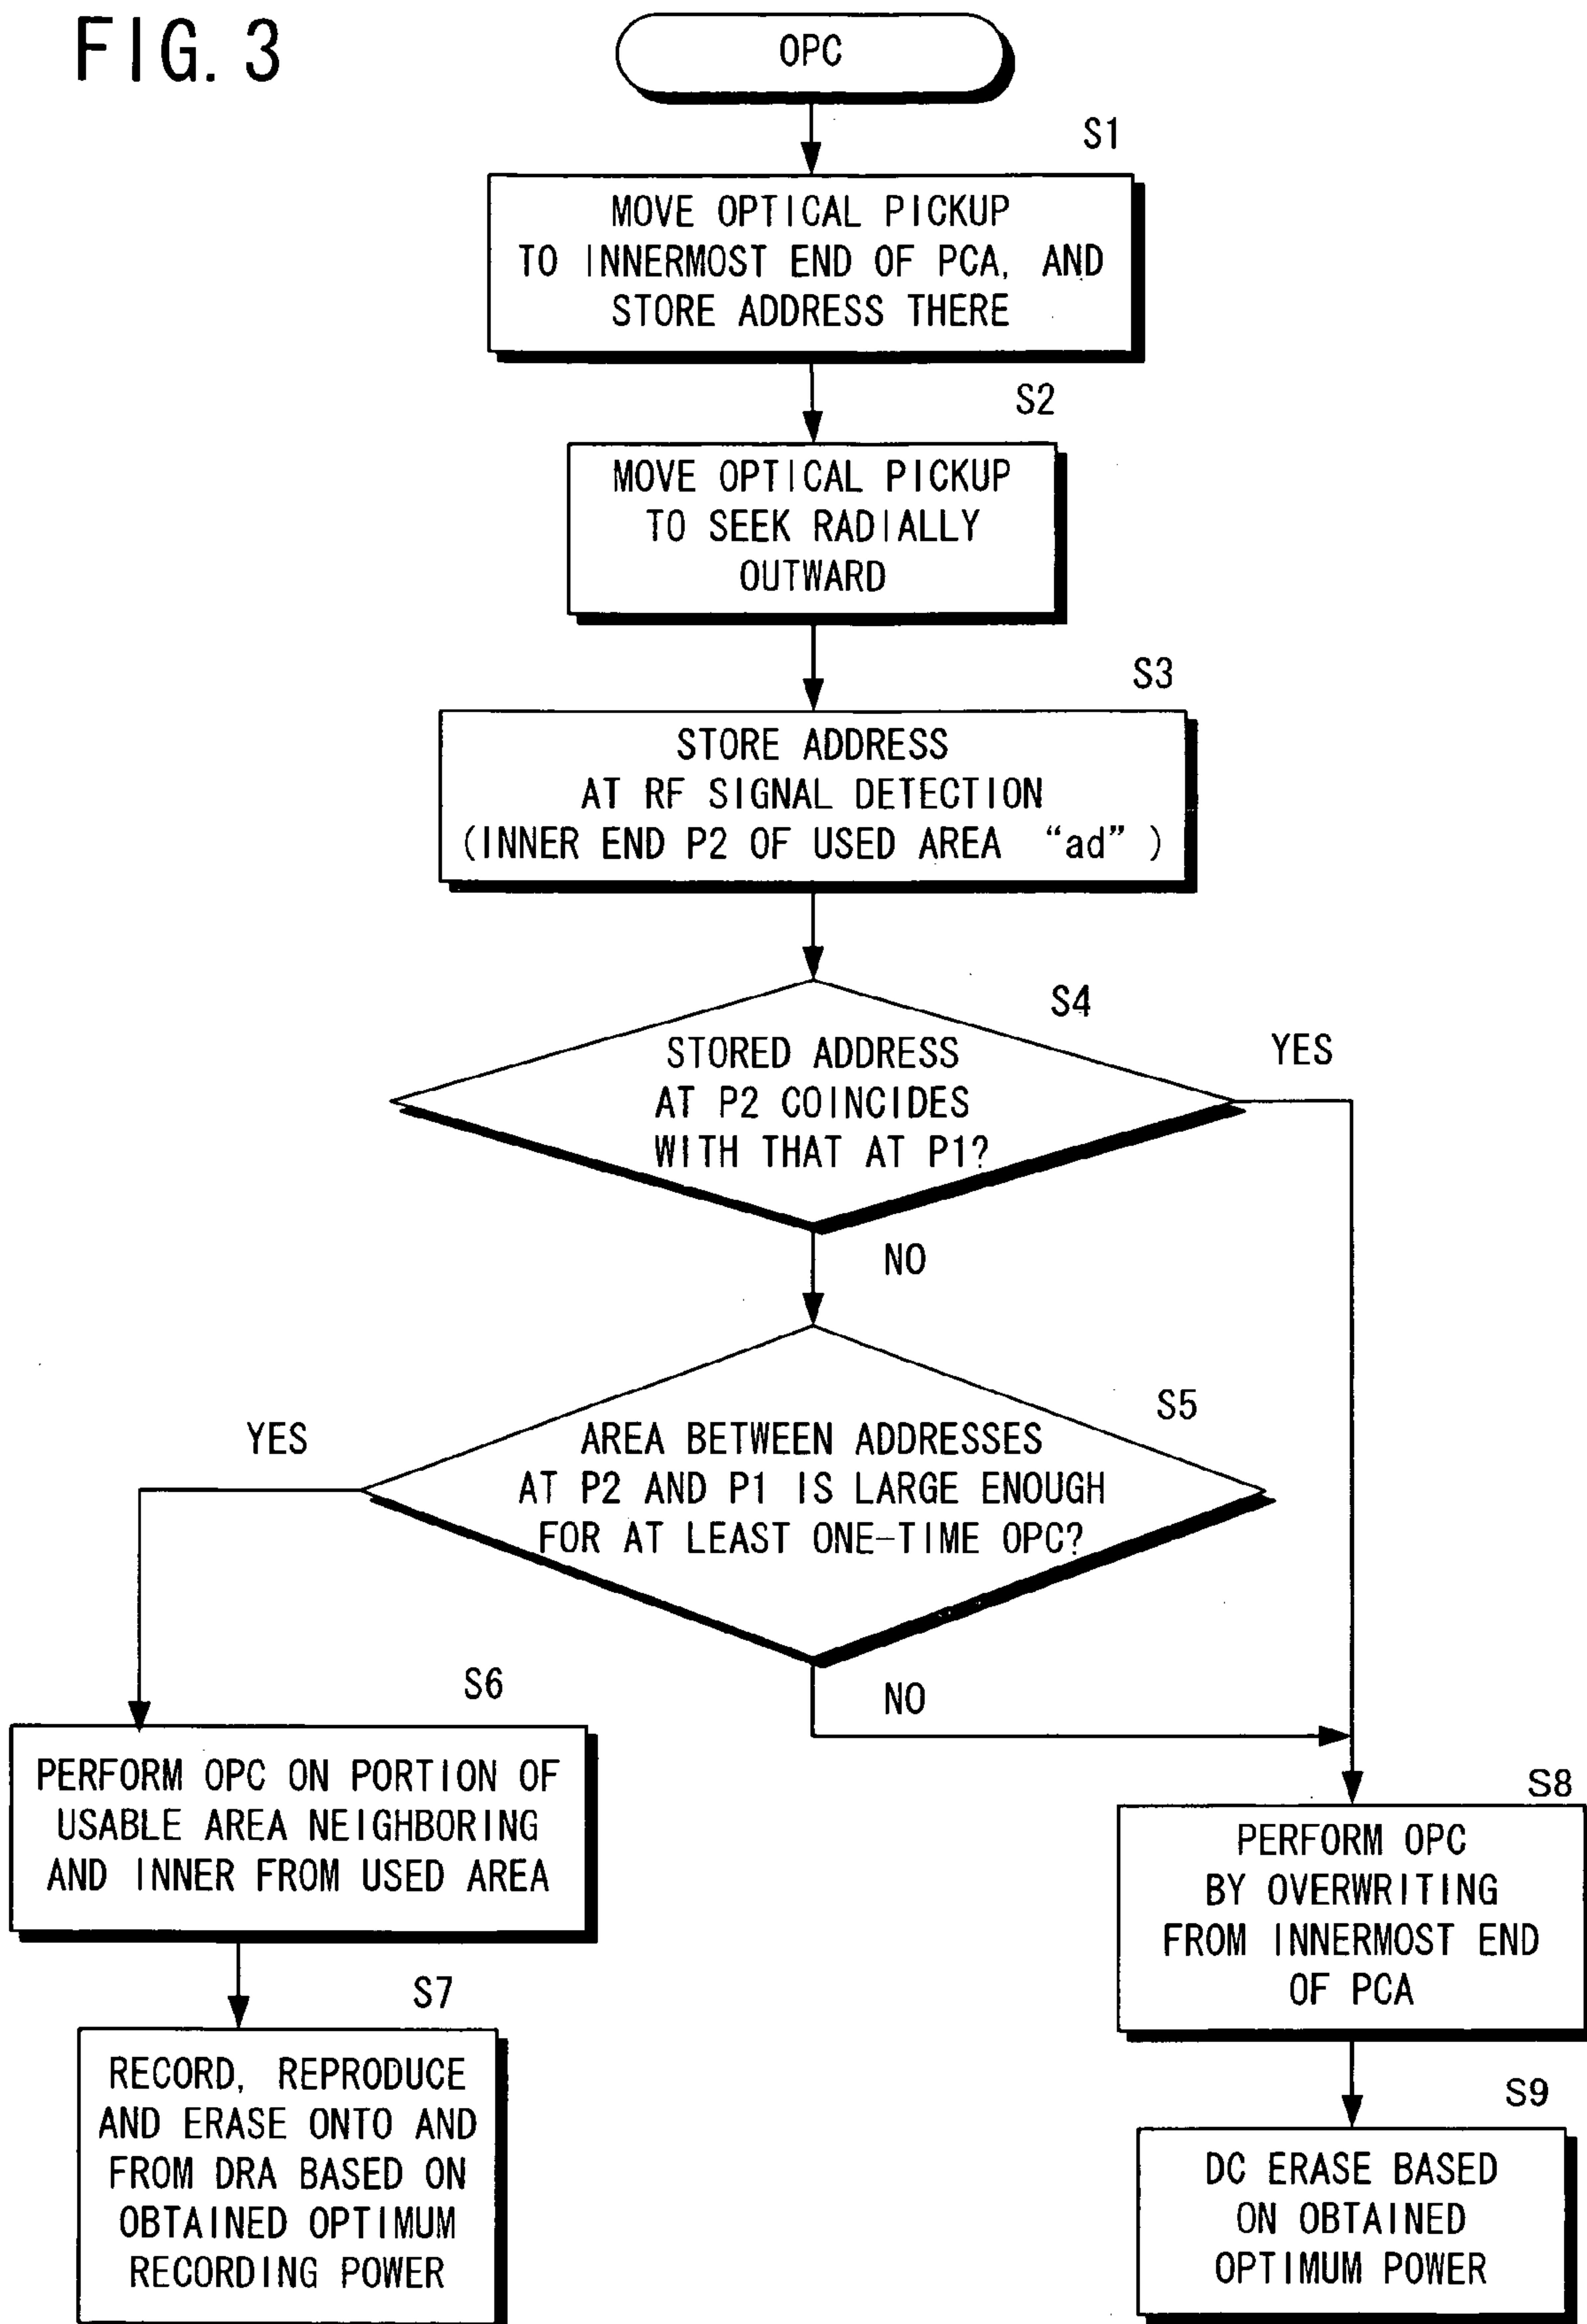 FIG. 3
OPC
S1
MOVE OPTICAL PICKUP
TO INNERMOST END OF PCA, AND
STORE ADDRESS THERE
S2
MOVE OPTICAL PICKUP
TO SEEK RADIALLY
OUTWARD
S3
STORE ADDRESS
AT RF SIGNAL DETECTION
(INNER END P2 OF USED AREA “ad” )
S4
STORED ADDRESS
AT P2 COINCIDES
WITH THAT AT P1?
YES
NO
S5
AREA BETWEEN ADDRESSES
AT P2 AND P1 IS LARGE ENOUGH
FOR AT LEAST ONE-TIME OPC?
YES
NO
S6
PERFORM OPC ON PORTION OF
USABLE AREA NEIGHBORING
AND INNER FROM USED AREA
S7
RECORD, REPRODUCE
AND ERASE ONTO AND
FROM DRA BASED ON
OBTAINED OPTIMUM
RECORDING POWER
S8
PERFORM OPC
BY OVERWRITING
FROM INNERMOST END
OF PCA
S9
DC ERASE BASED
ON OBTAINED
OPTIMUM POWER